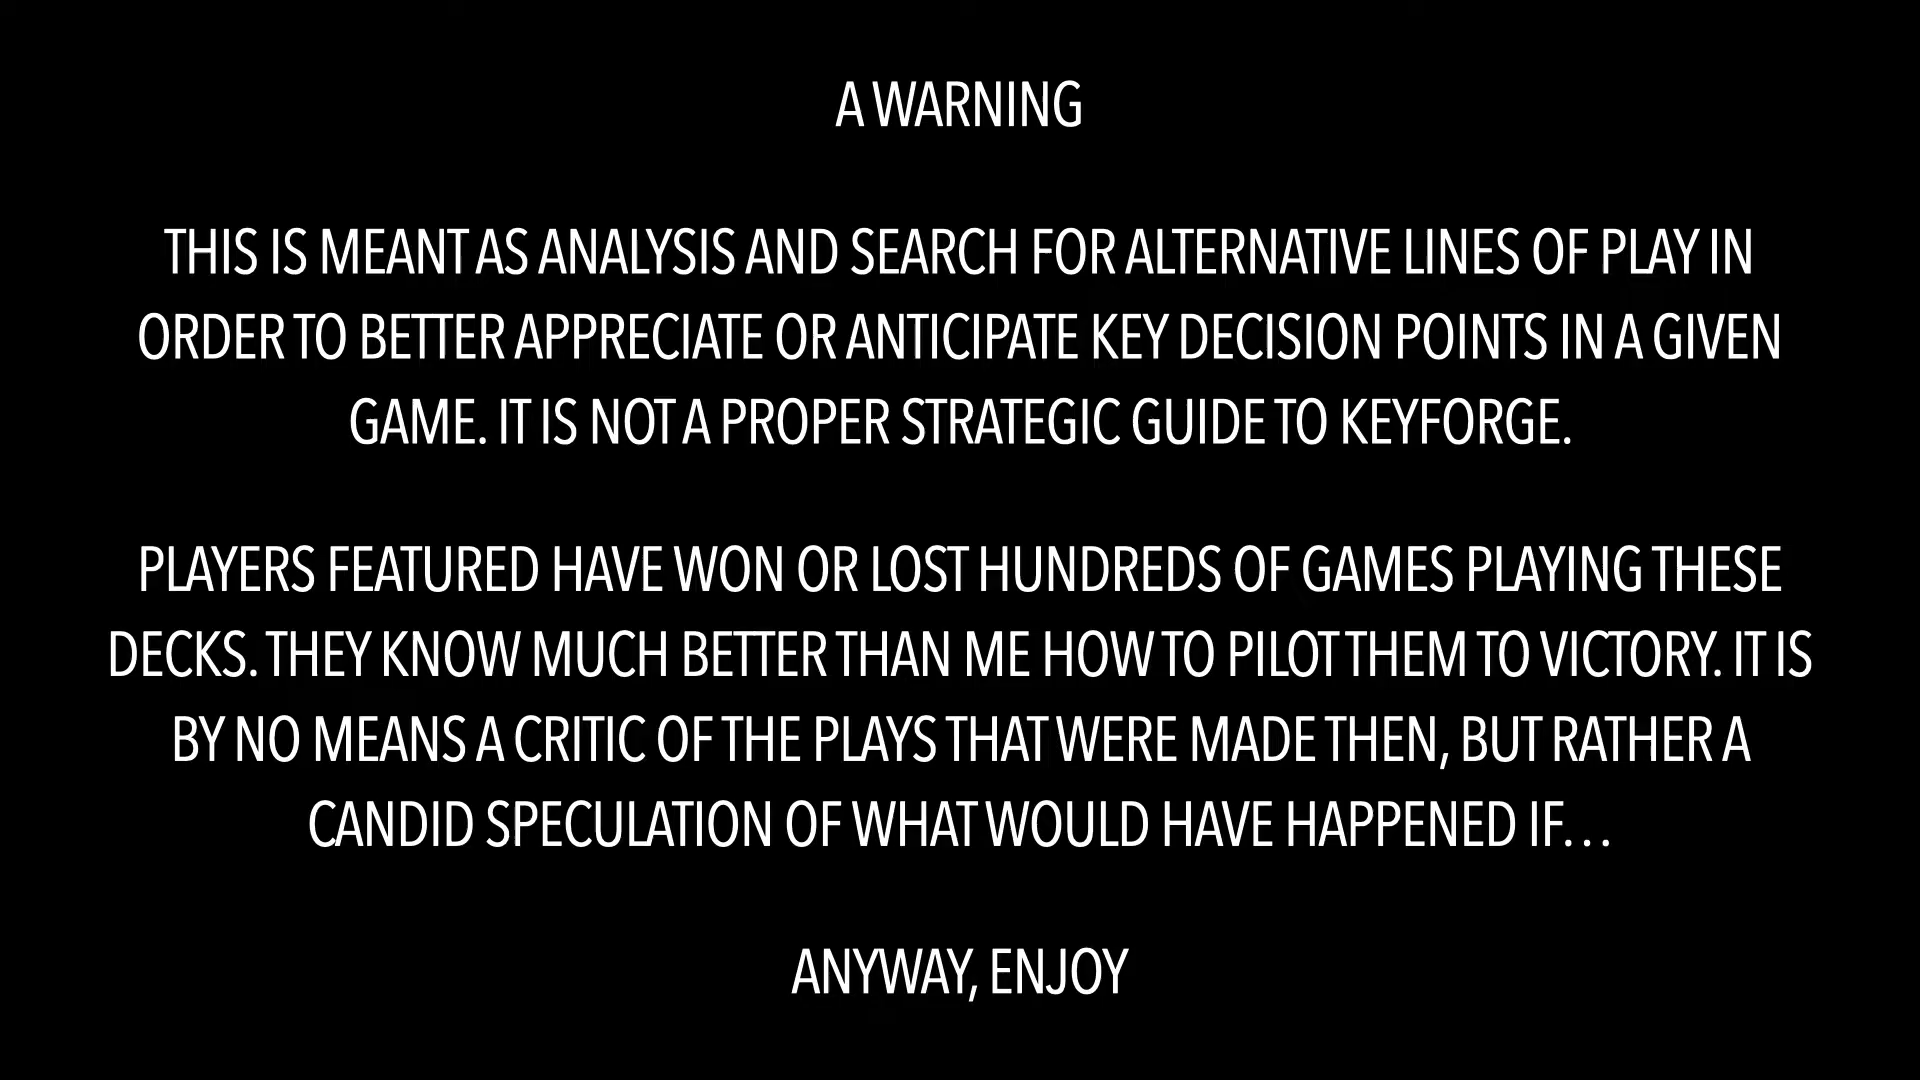 A WARNING
THIS IS MEANT AS ANALYSIS AND SEARCH FOR ALTERNATIVE LINES OF PLAY IN
ORDER TO BETTER APPRECIATE OR ANTICIPATE KEY DECISION POINTS IN A GIVEN
GAME. IT IS NOT A PROPER STRATEGIC GUIDE TO KEYFORGE.
PLAYERS FEATURED HAVE WON OR LOST HUNDREDS OF GAMES PLAYING THESE
DECKS. THEY KNOW MUCH BETTER THAN ME HOW TO PILOT THEM TO VICTORY. IT IS
BY NO MEANS A CRITIC OF THE PLAYS THAT WERE MADE THEN, BUT RATHER A
CANDID SPECULATION OF WHAT WOULD HAVE HAPPENED IF...
ANYWAY, ENJOY